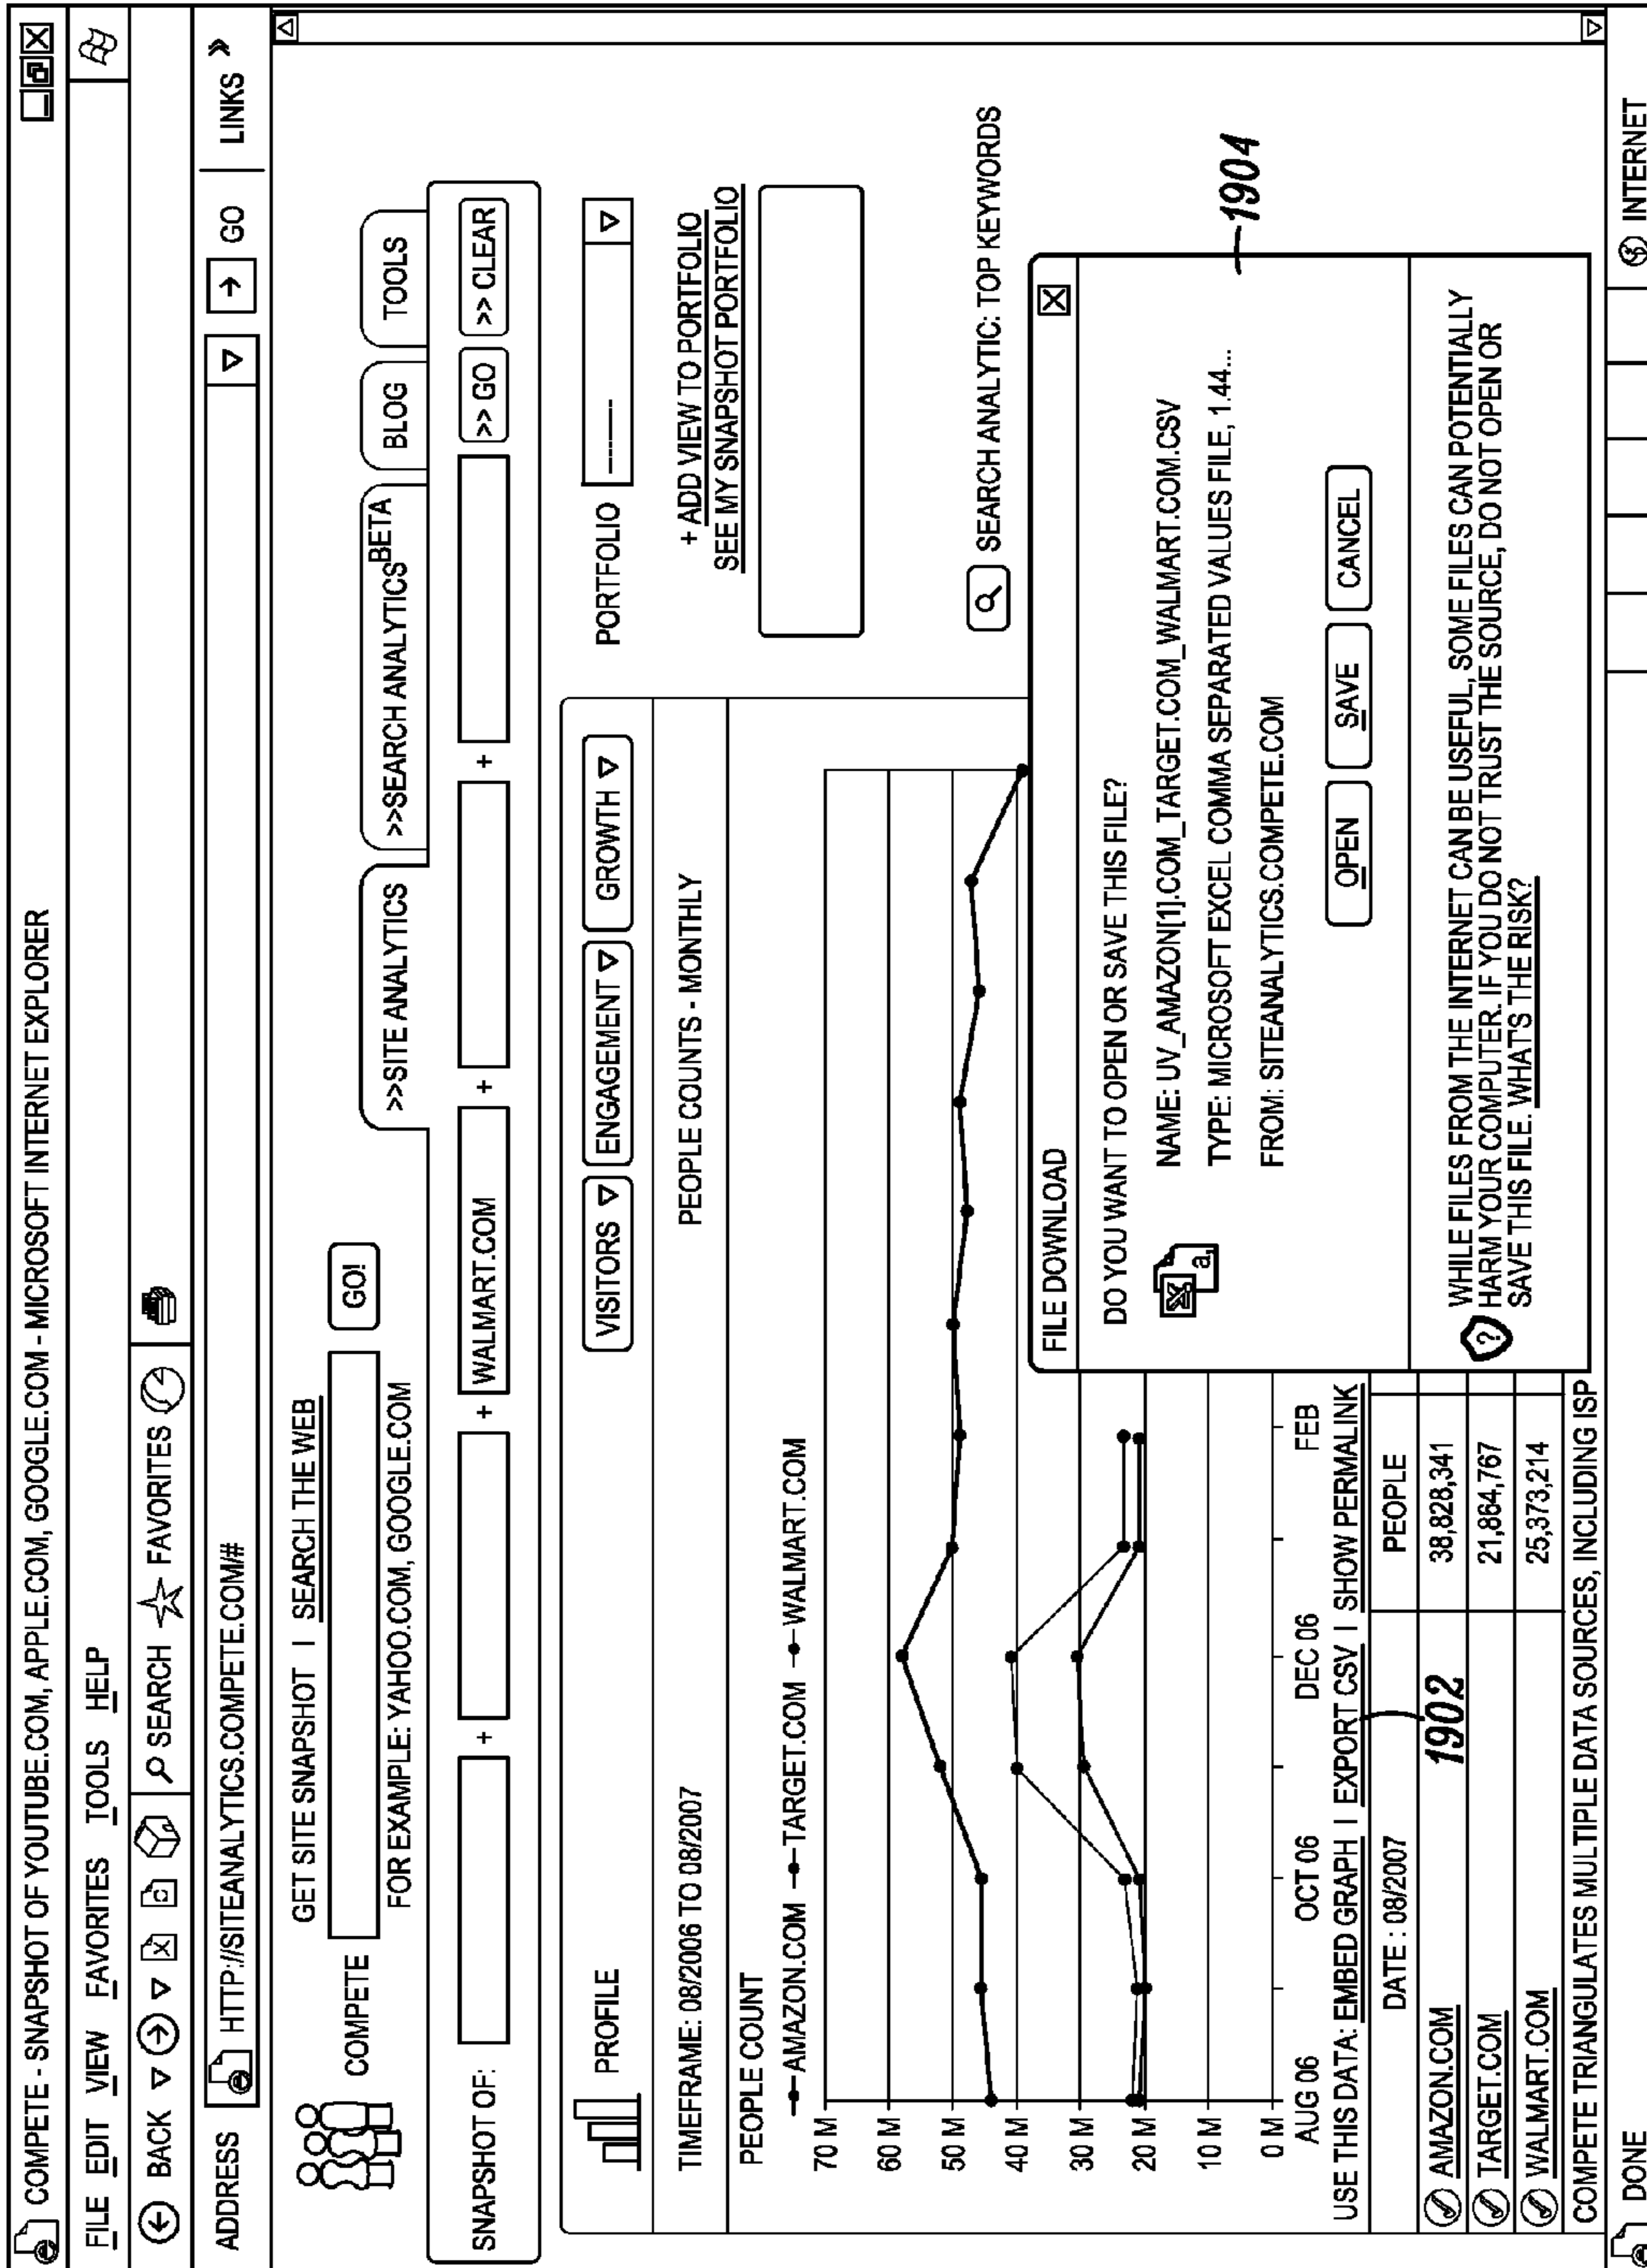 COMPETE - SNAPSHOT OF YOUTUBE.COM, APPLE.COM, GOOGLE.COM - MICROSOFT INTERNET EXPLORER
FILE EDIT VIEW FAVORITES TOOLS HELP
BACK SEARCH FAVORITES
ADDRESS HTTP://SITEANALYTICS.COMPETE.COM/# GO LINKS »
COMPETE
GET SITE SNAPSHOT | SEARCH THE WEB
GO!
FOR EXAMPLE: YAHOO.COM, GOOGLE.COM
>>SITE ANALYTICS >>SEARCH ANALYTICS BETA BLOG TOOLS
SNAPSHOT OF: + + WALMART.COM + + >> GO >> CLEAR
PROFILE VISITORS ENGAGEMENT GROWTH
PORTFOLIO ------
TIMEFRAME: 08/2006 TO 08/2007 PEOPLE COUNTS - MONTHLY
+ ADD VIEW TO PORTFOLIO
SEE MY SNAPSHOT PORTFOLIO
PEOPLE COUNT
AMAZON.COM TARGET.COM WALMART.COM
70 M
60 M
50 M
40 M
30 M
20 M
10 M
0 M
AUG 06 OCT 06 DEC 06 FEB
SEARCH ANALYTIC: TOP KEYWORDS
USE THIS DATA: EMBED GRAPH | EXPORT CSV | SHOW PERMALINK
1902
DATE : 08/2007 PEOPLE
AMAZON.COM 38,828,341
TARGET.COM 21,864,767
WALMART.COM 25,373,214
COMPETE TRIANGULATES MULTIPLE DATA SOURCES, INCLUDING ISP
FILE DOWNLOAD
1904
DO YOU WANT TO OPEN OR SAVE THIS FILE?
NAME: UV_AMAZON[1].COM_TARGET.COM_WALMART.COM.CSV
TYPE: MICROSOFT EXCEL COMMA SEPARATED VALUES FILE, 1.44...
FROM: SITEANALYTICS.COMPETE.COM
OPEN SAVE CANCEL
WHILE FILES FROM THE INTERNET CAN BE USEFUL, SOME FILES CAN POTENTIALLY
HARM YOUR COMPUTER. IF YOU DO NOT TRUST THE SOURCE, DO NOT OPEN OR
SAVE THIS FILE. WHAT'S THE RISK?
DONE INTERNET